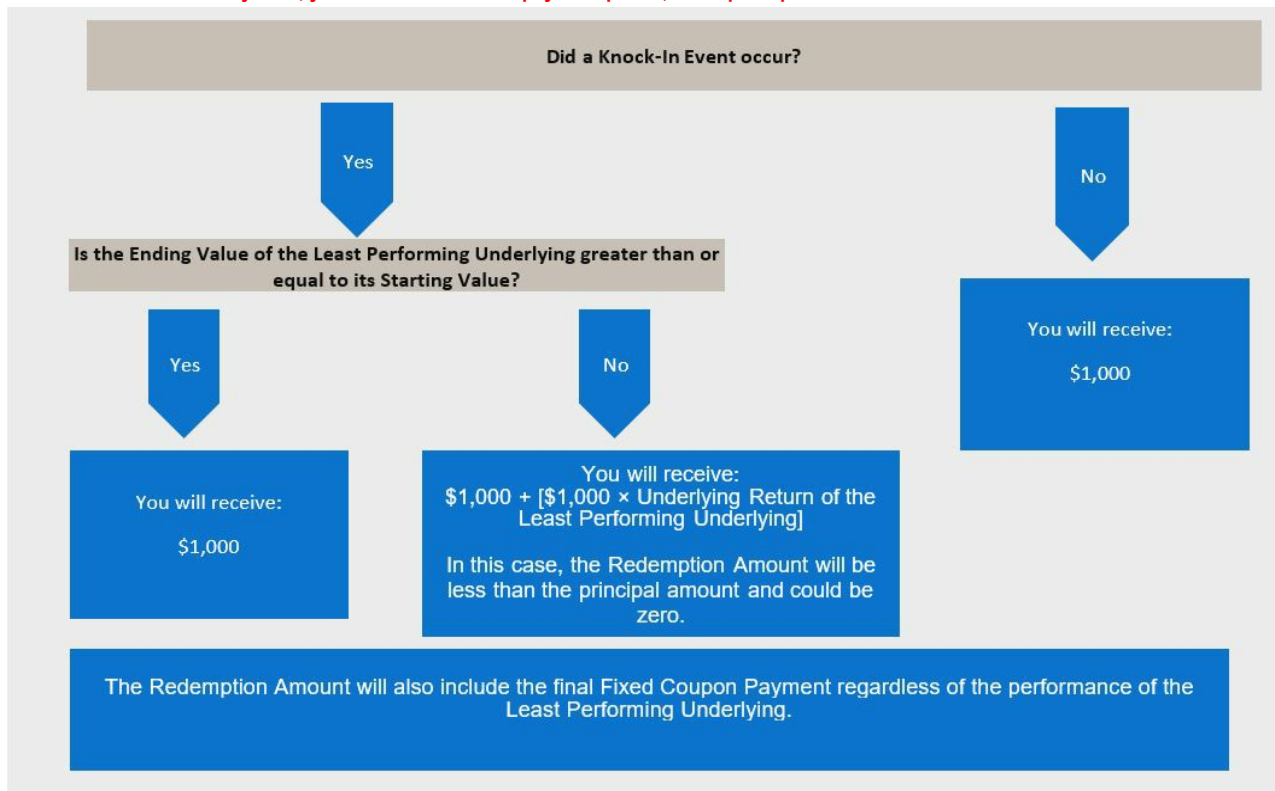 Did a Knock-In Event occur?
Yes
No
Is the Ending Value of the Least Performing Underlying greater than or
equal to its Starting Value?
You will receive:
$1,000
Yes
No
You will receive:
$1,000
You will receive:
$1,000 + [$1,000 × Underlying Return of the
Least Performing Underlying]
In this case, the Redemption Amount will be
less than the principal amount and could be
zero.
The Redemption Amount will also include the final Fixed Coupon Payment regardless of the performance of the
Least Performing Underlying.